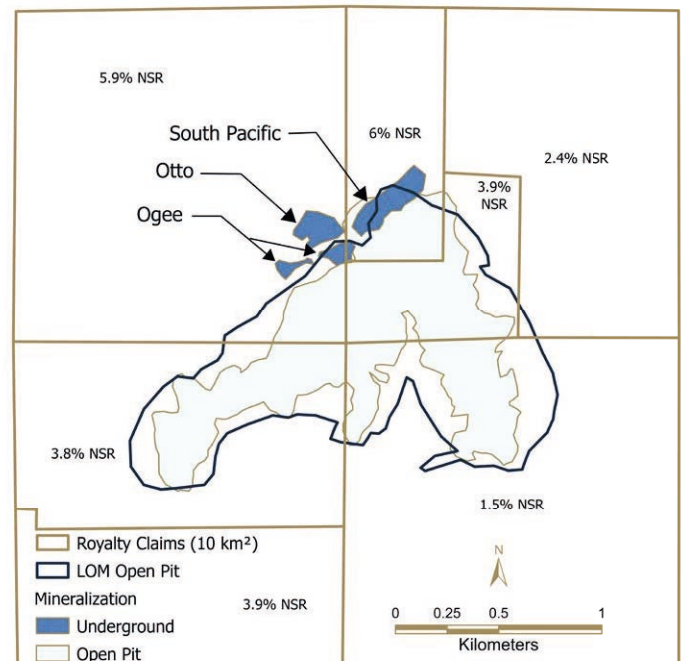 5.9% NSR
South Pacific
6% NSR
2.4% NSR
Otto
3.9%
NSR
Ogee
3.8% NSR
1.5% NSR
Royalty Claims (10 km²)
LOM Open Pit
Mineralization
3.9% NSR
Underground
Open Pit
N
0 0.25 0.5 1
Kilometers